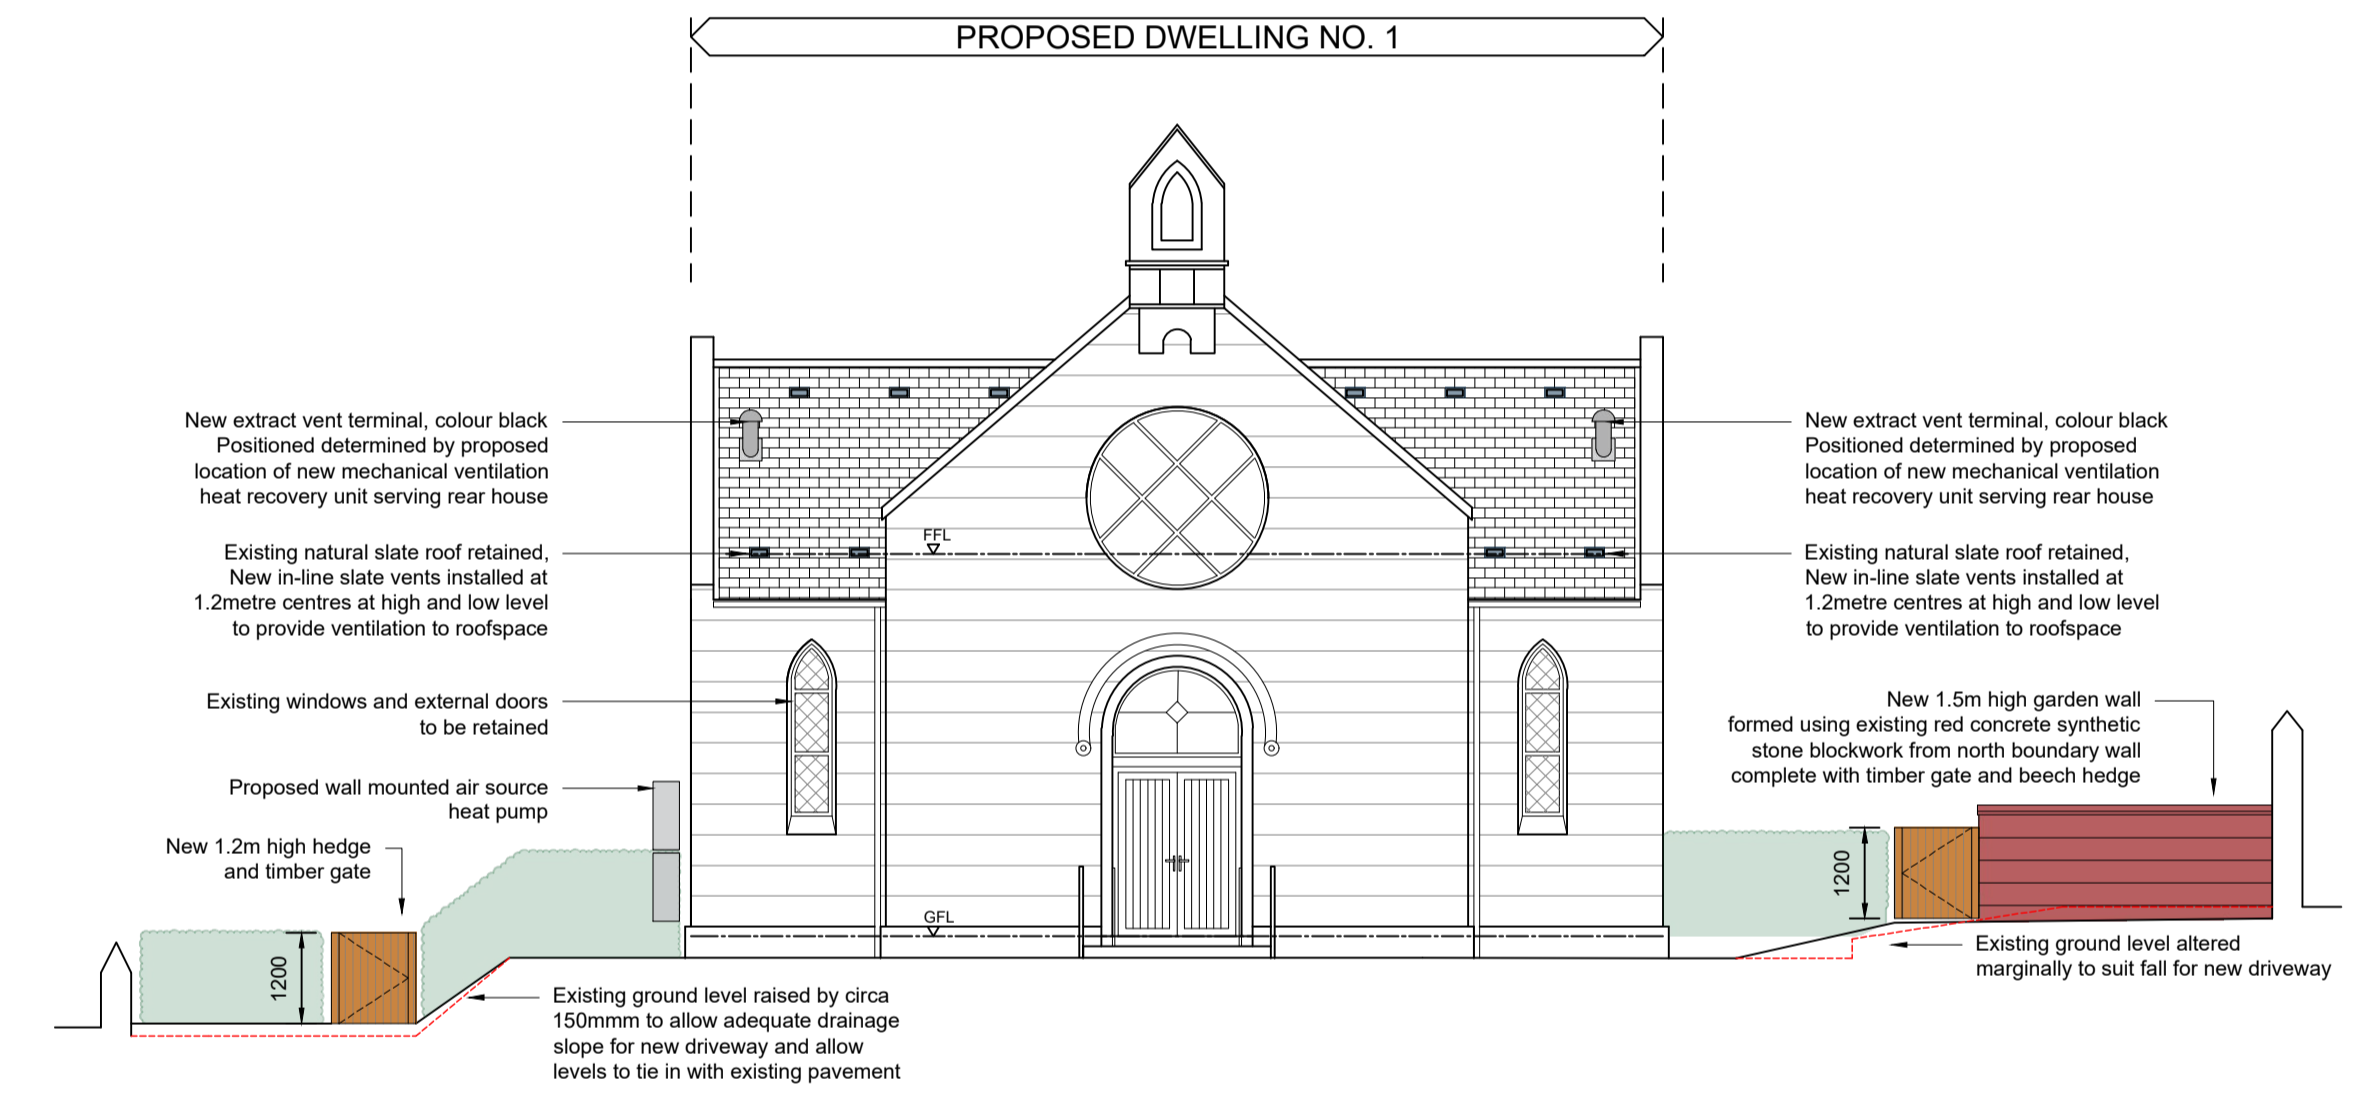 PROPOSED DWELLING NO. 1
New extract vent terminal, colour black
Positioned determined by proposed
location of new mechanical ventilation
heat recovery unit serving rear house
Existing natural slate roof retained,
New in-line slate vents installed at
1.2metre centres at high and low level
to provide ventilation to roofspace
Existing windows and external doors
to be retained
Proposed wall mounted air source
heat pump
New 1.2m high hedge
and timber gate
1200
Existing ground level raised by circa
150mmm to allow adequate drainage
slope for new driveway and allow
levels to tie in with existing pavement
FFL
GFL
New extract vent terminal, colour black
Positioned determined by proposed
location of new mechanical ventilation
heat recovery unit serving rear house
Existing natural slate roof retained,
New in-line slate vents installed at
1.2metre centres at high and low level
to provide ventilation to roofspace
New 1.5m high garden wall
formed using existing red concrete synthetic
stone blockwork from north boundary wall
complete with timber gate and beech hedge
1200
Existing ground level altered
marginally to suit fall for new driveway